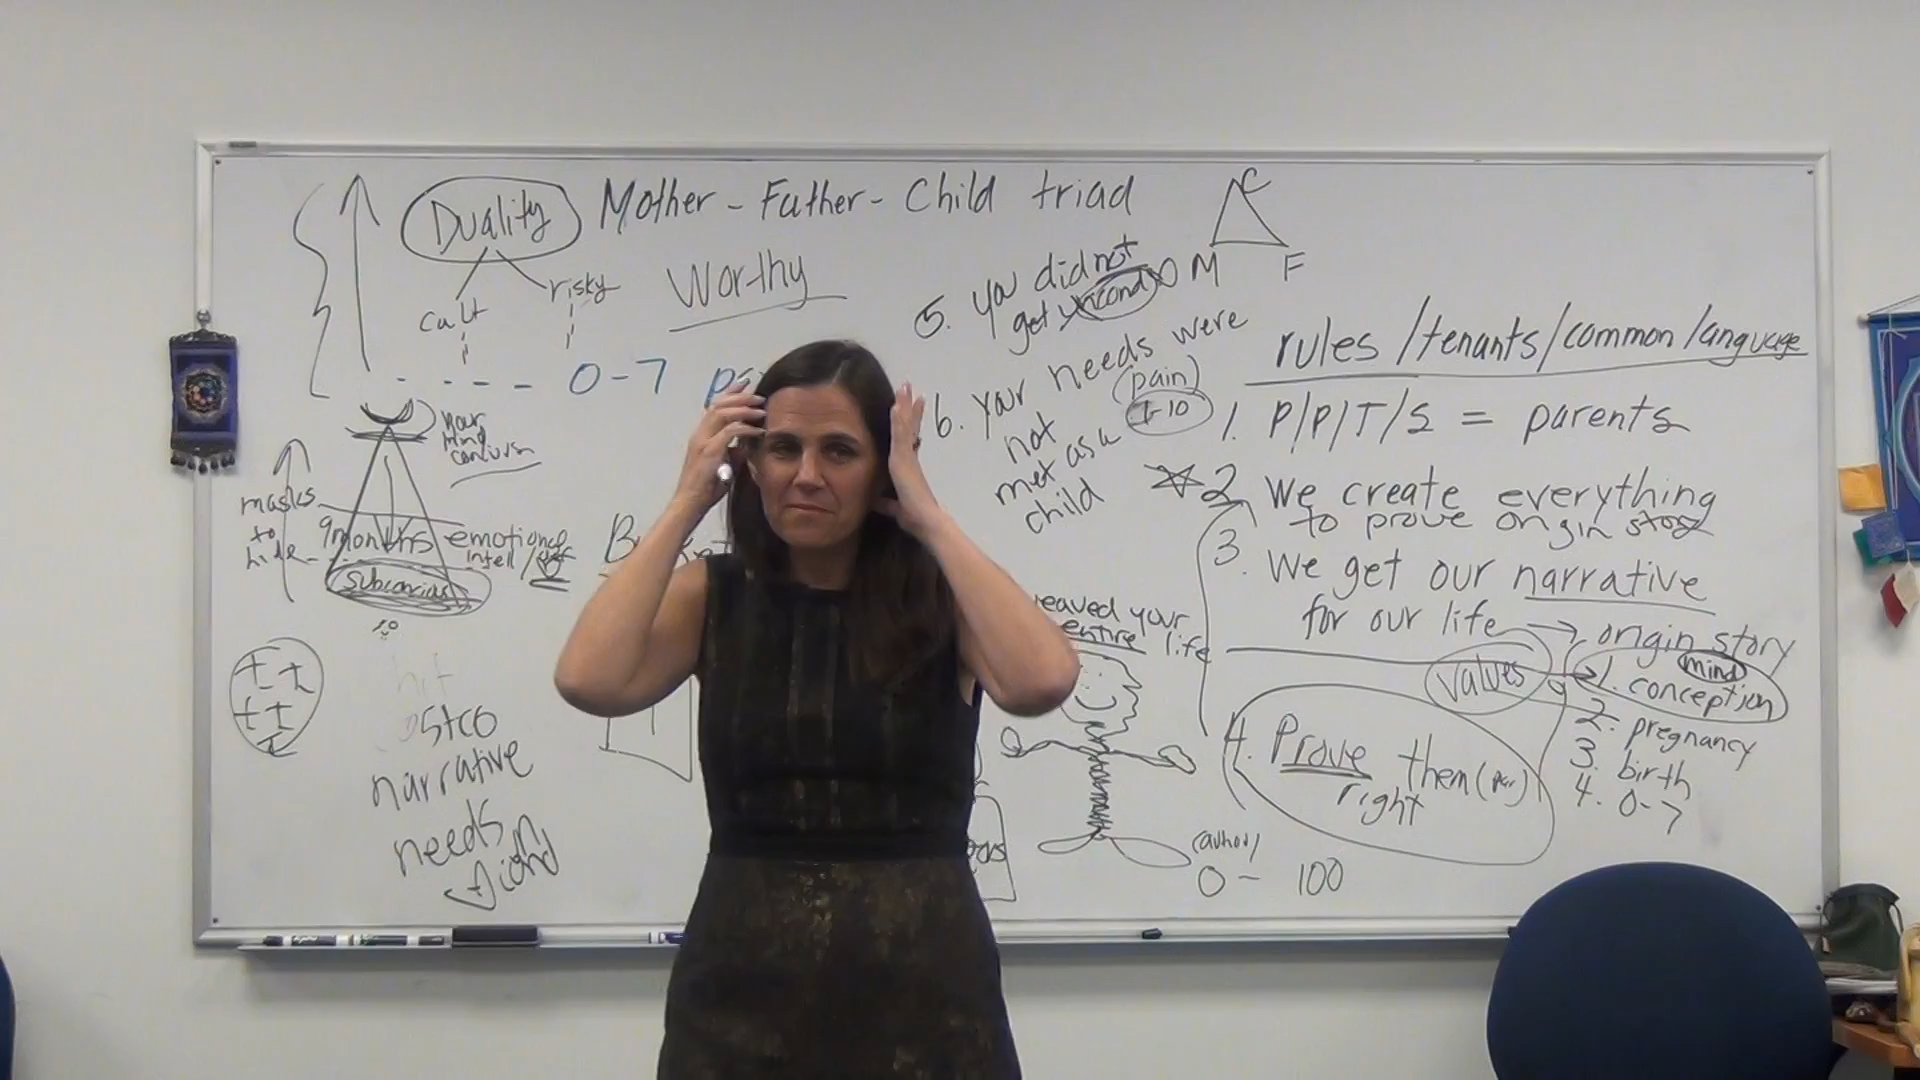 Duality
Mother - Father - Child triad
C
M F
risky
Worthy
5. you did not
get
0-7
6. Your needs were
not (pain)
met as a 1-10
child
rules/tenants/common language
1. P/P/T/S = parents
2 We create everything
to prove origin story
3. We get our narrative
for our life → origin story
values
mind
1. conception
2. pregnancy
3. birth
4. 0-7
4. Prove them
right
your
mind
masks
to
hide
9 months emotional
intell/
subconscious
your
entire life
narrative
needs
0 - 100